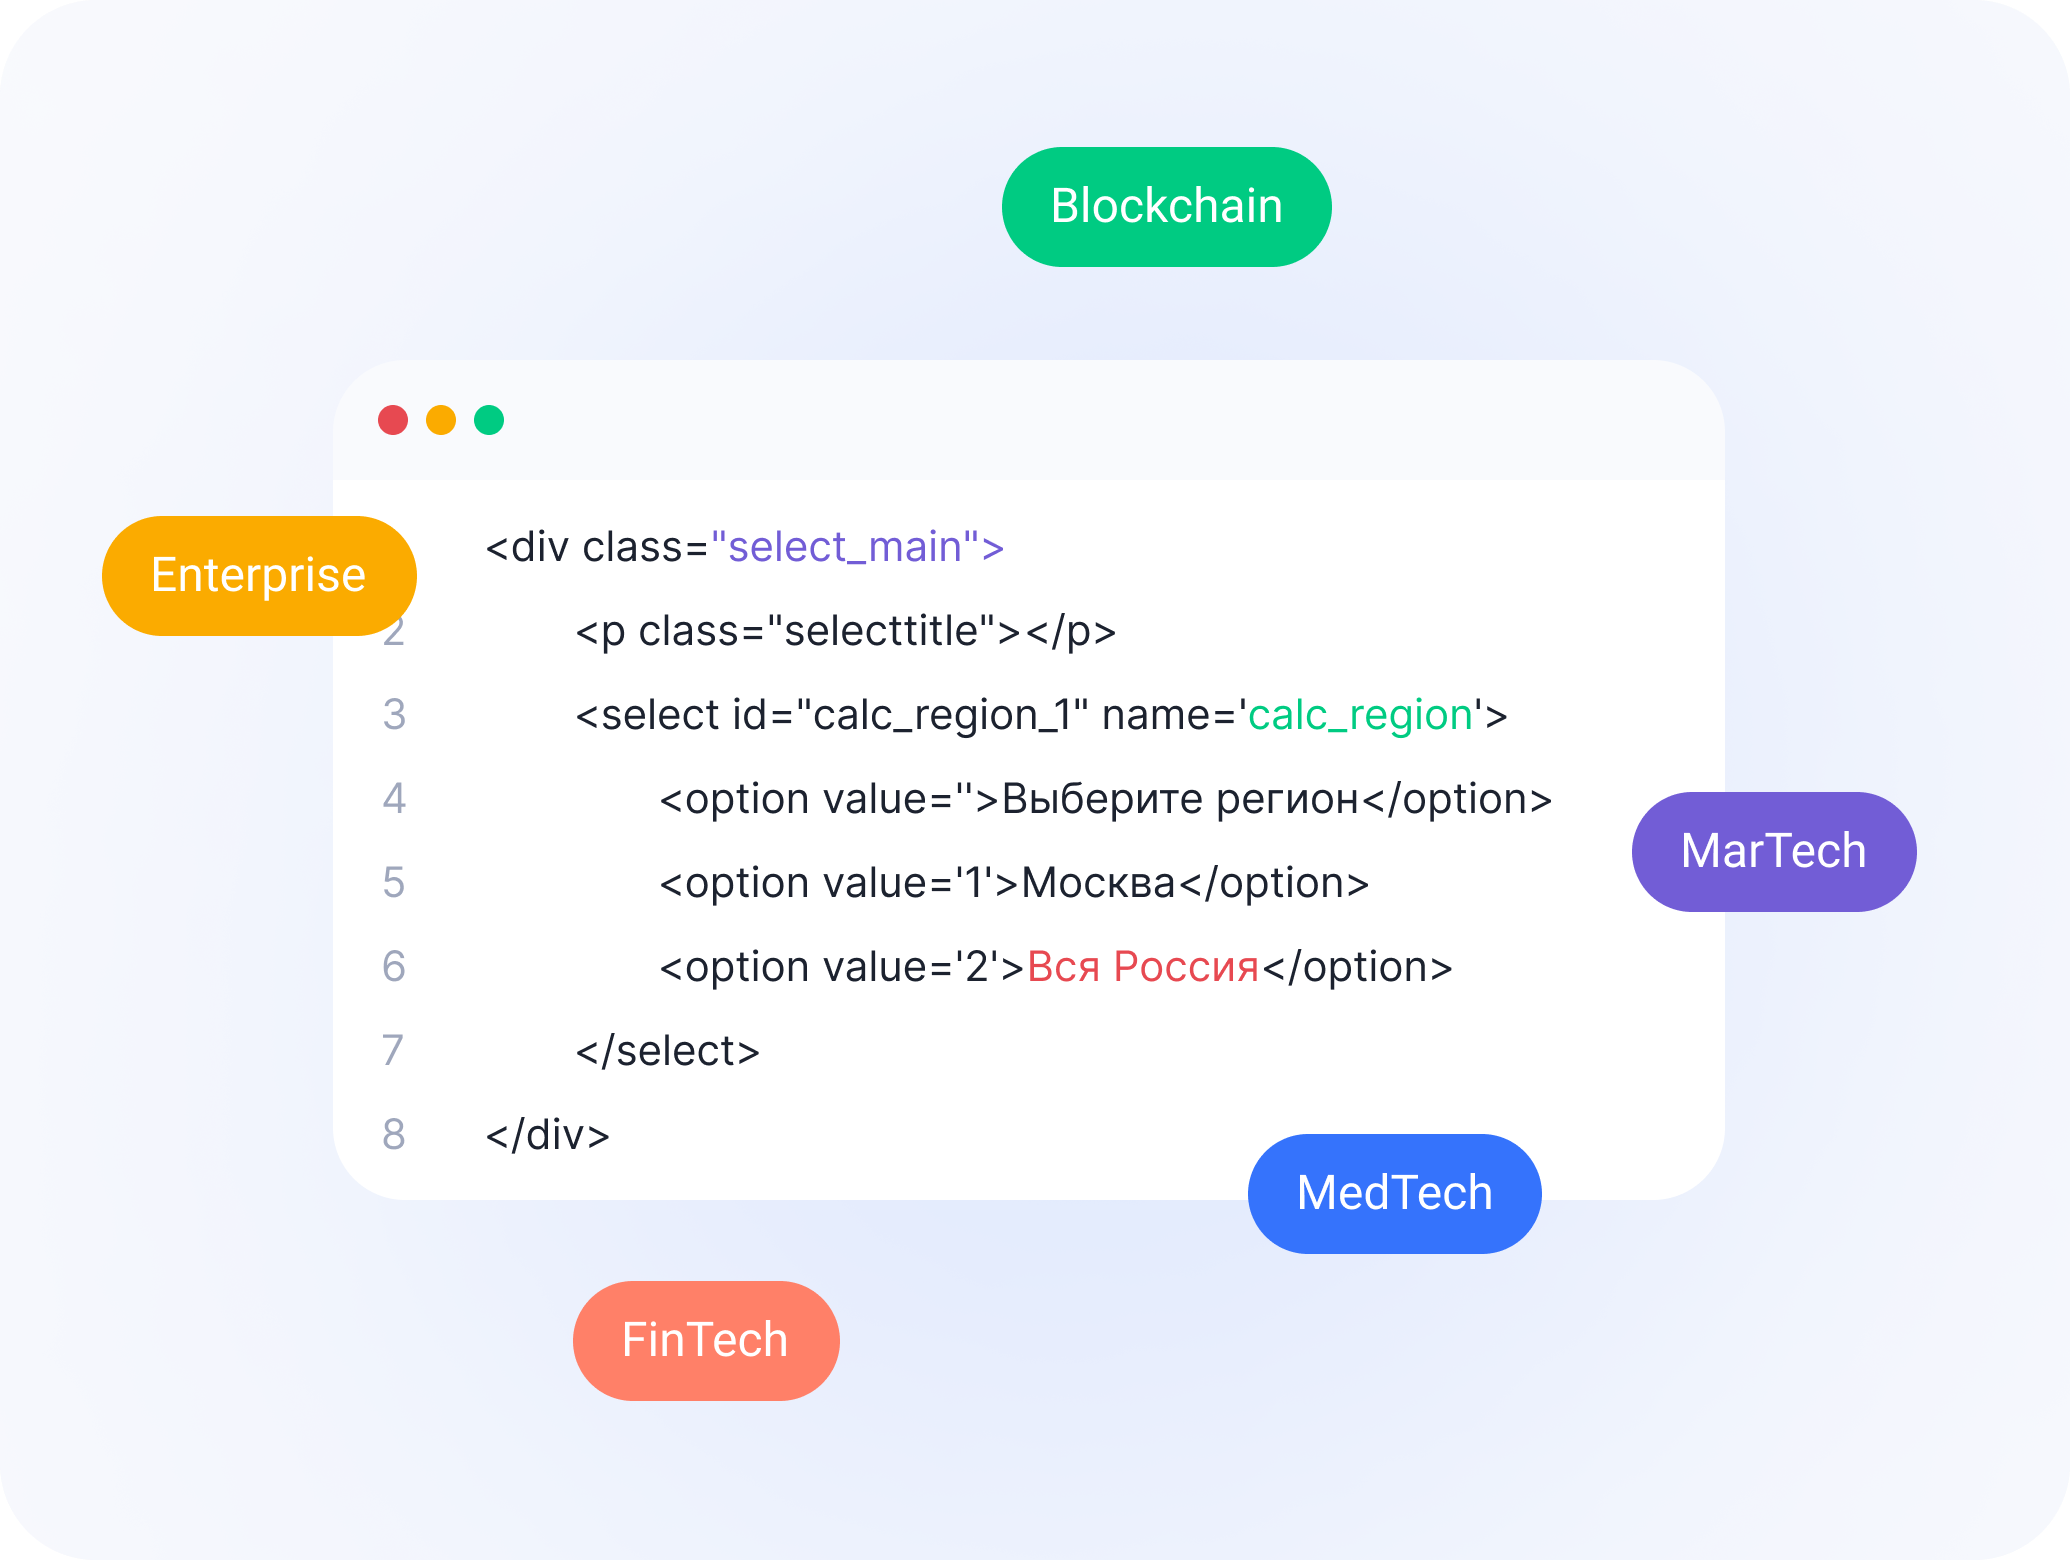 Blockchain
<div class="select_main">
Enterprise
2 <p class="selecttitle"></p>
3 <select id="calc_region_1" name='calc_region'>
4 <option value=''>Выберите регион</option>
MarTech
5 <option value='1'>Москва</option>
6 <option value='2'>Вся Россия</option>
7 </select>
8 </div>
MedTech
FinTech